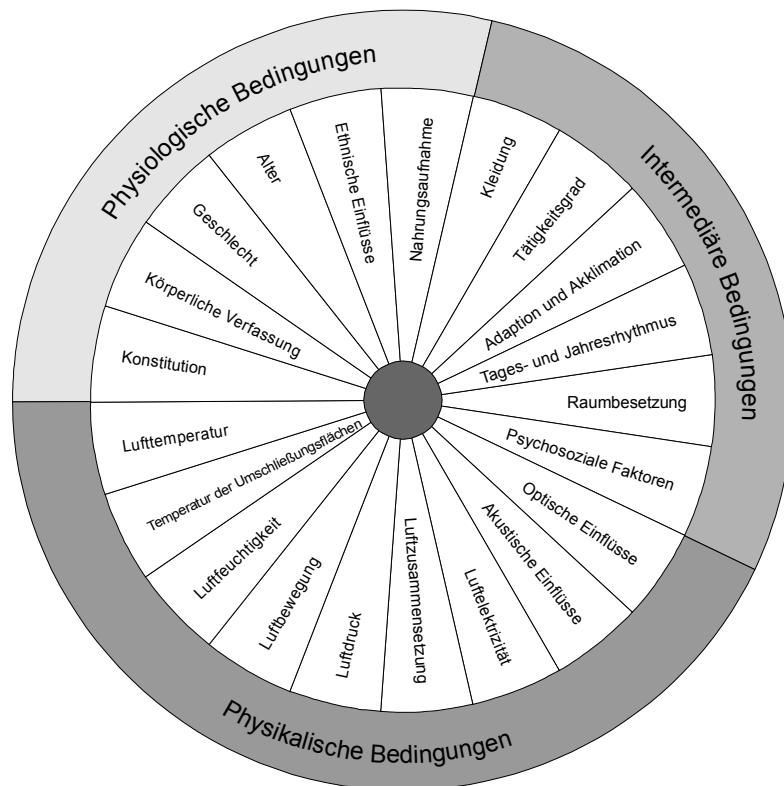 Physiologische Bedingungen
Intermediäre Bedingungen
Physikalische Bedingungen
Konstitution
Körperliche Verfassung
Geschlecht
Alter
Ethnische Einflüsse
Nahrungsaufnahme
Kleidung
Tätigkeitsgrad
Adaption und Akklimation
Tages- und Jahresrhythmus
Raumbesetzung
Psychosoziale Faktoren
Optische Einflüsse
Akustische Einflüsse
Luftelektrizität
Luftzusammensetzung
Luftdruck
Luftbewegung
Luftfeuchtigkeit
Temperatur der Umschließungsflächen
Lufttemperatur